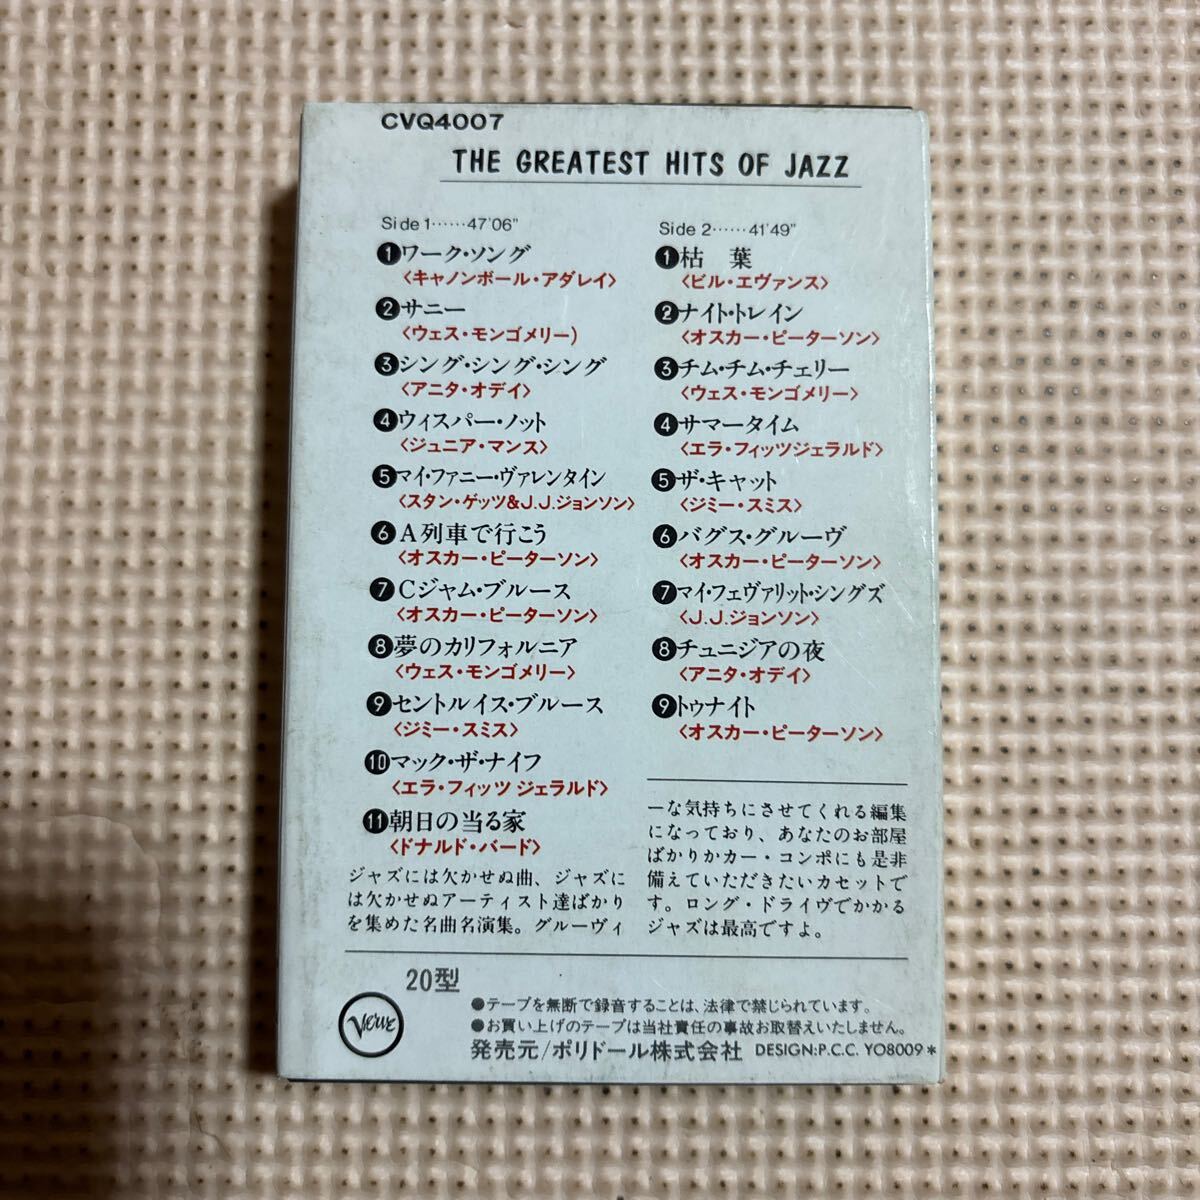 CVQ4007
THE GREATEST HITS OF JAZZ
Side 1……47'06"
❶ワーク・ソング
〈キャノンボール・アダレイ〉
❷サニー
〈ウェス・モンゴメリー)
❸シング・シング・シング
〈アニタ・オデイ〉
❹ウィスパー・ノット
〈ジュニア・マンス〉
❺マイ・ファニー・ヴァレンタイン
〈スタン・ゲッツ&J.J.ジョンソン〉
❻A列車で行こう
〈オスカー・ピーターソン〉
❼Cジャム・ブルース
〈オスカー・ピーターソン〉
❽夢のカリフォルニア
〈ウェス・モンゴメリー〉
❾セントルイス・ブルース
〈ジミー・スミス〉
❿マック・ザ・ナイフ
〈エラ・フィッツ ジェラルド〉
⓫朝日の当る家
〈ドナルド・バード〉
Side 2……41'49"
❶枯 葉
〈ビル・エヴァンス〉
❷ナイト・トレイン
〈オスカー・ピーターソン〉
❸チム・チム・チェリー
〈ウェス・モンゴメリー〉
❹サマータイム
〈エラ・フィッツジェラルド〉
❺ザ・キャット
〈ジミー・スミス〉
❻バグス・グルーヴ
〈オスカー・ピーターソン〉
❼マイ・フェヴァリット・シングズ
〈J.J.ジョンソン〉
❽チュニジアの夜
〈アニタ・オデイ〉
❾トゥナイト
〈オスカー・ピーターソン〉
ジャズには欠かせぬ曲、ジャズに
は欠かせぬアーティスト達ばかり
を集めた名曲名演集。グルーヴィ
ーな気持ちにさせてくれる編集
になっており、あなたのお部屋
ばかりかカー・コンポにも是非
備えていただきたいカセットで
す。ロング・ドライヴでかかる
ジャズは最高ですよ。
20型
Verve
●テープを無断で録音することは、法律で禁じられています。
●お買い上げのテープは当社責任の事故お取替えいたしません。
発売元/ポリドール株式会社 DESIGN:P.C.C. YO8009*